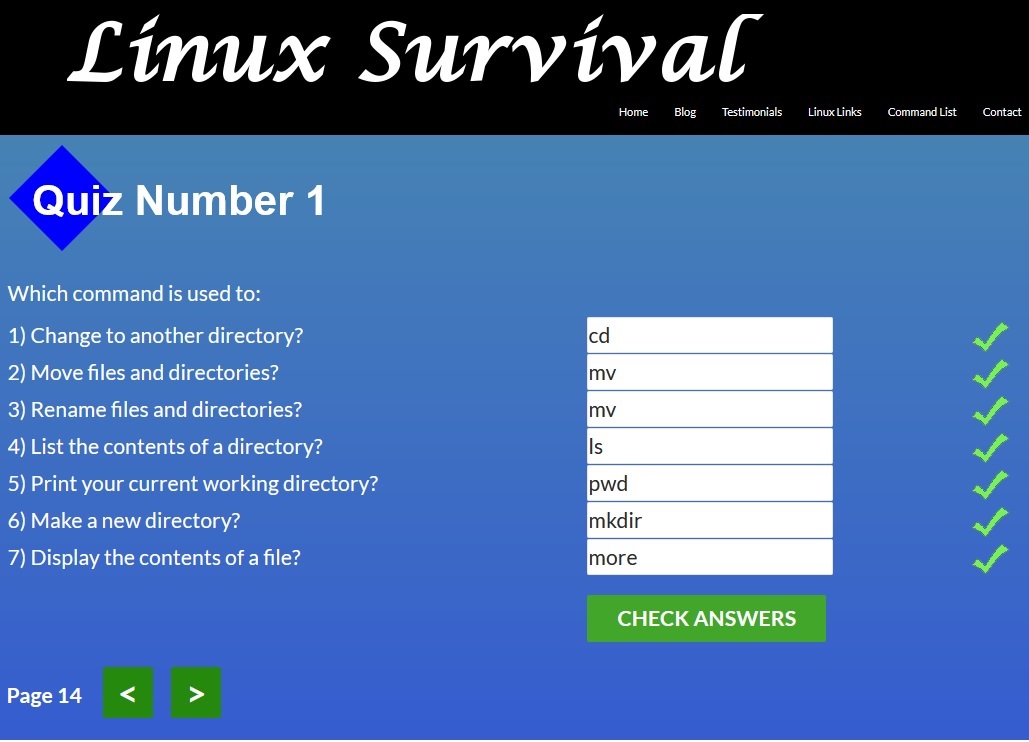 Linux Survival
Home Blog Testimonials Linux Links Command List Contact
Quiz Number 1
Which command is used to:
1) Change to another directory? cd
2) Move files and directories? mv
3) Rename files and directories? mv
4) List the contents of a directory? ls
5) Print your current working directory? pwd
6) Make a new directory? mkdir
7) Display the contents of a file? more
CHECK ANSWERS
Page 14 < >